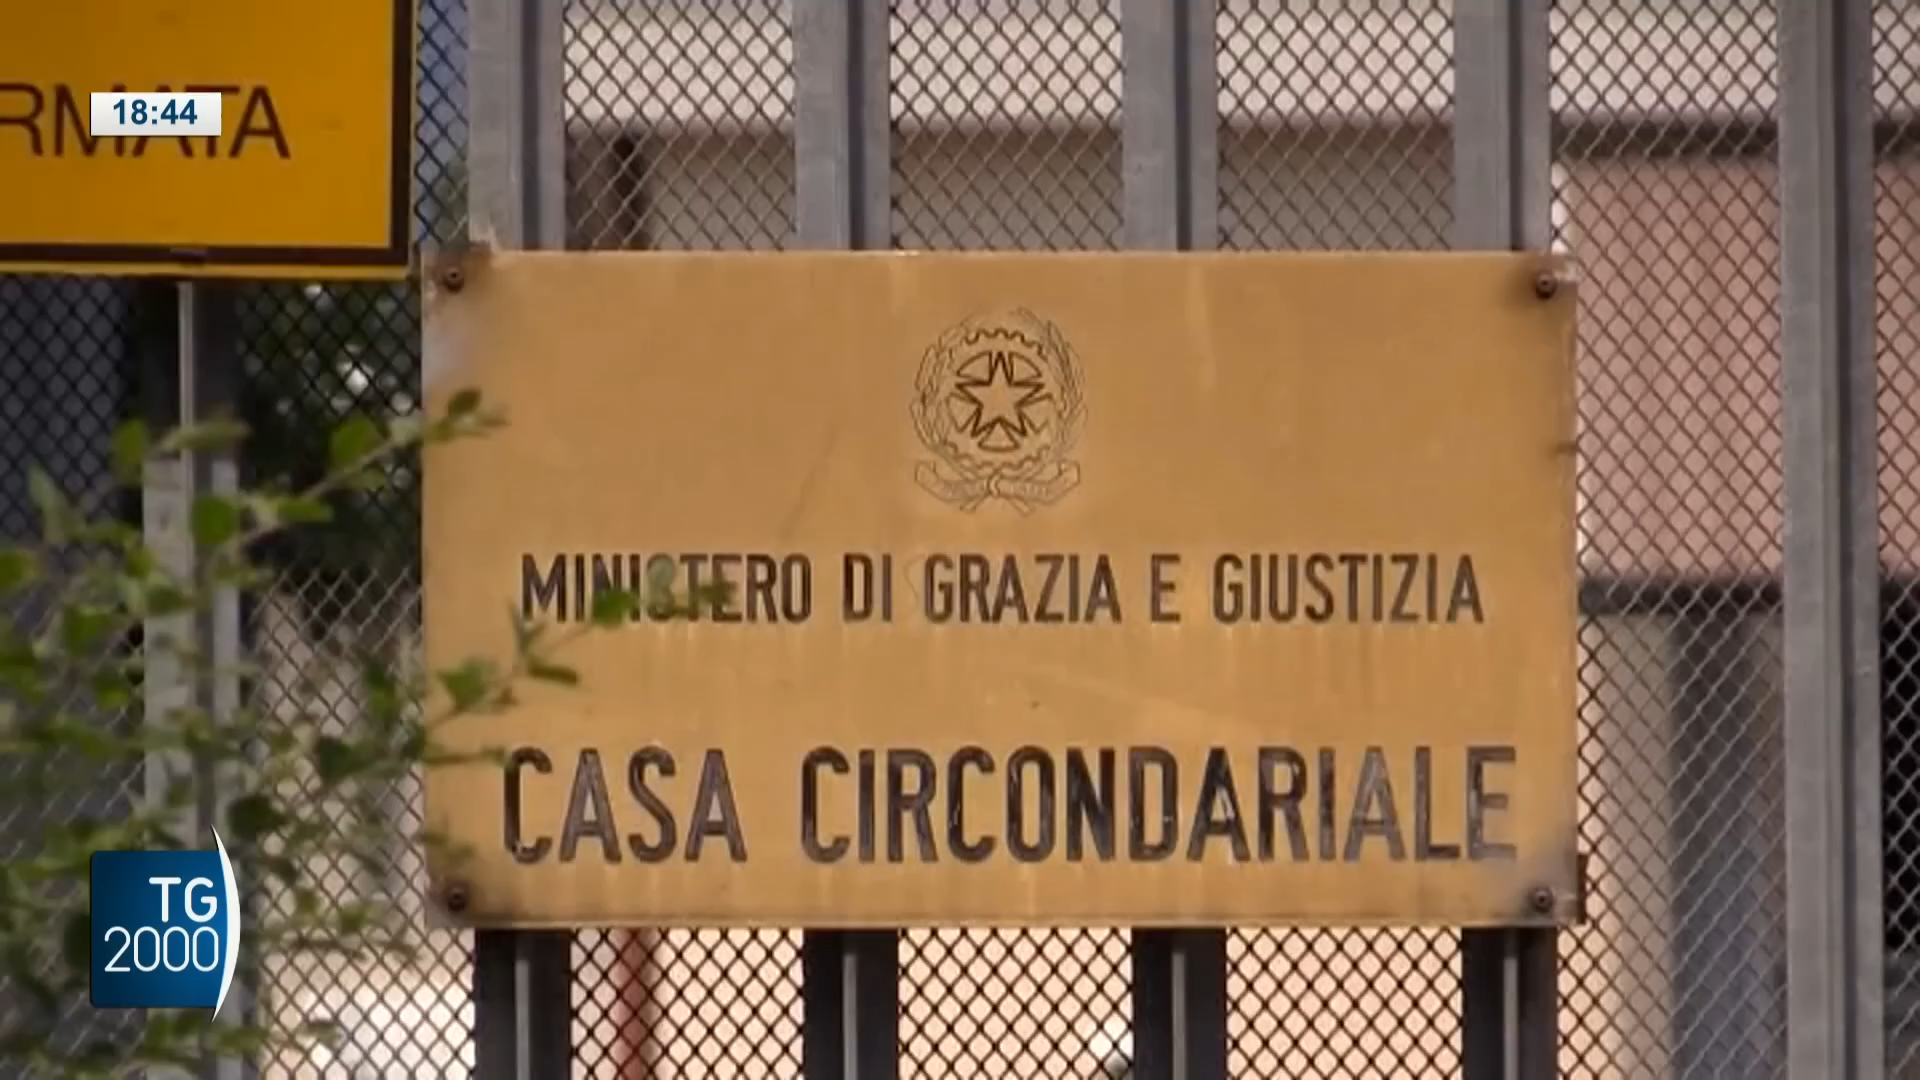 RMATA
18:44
MINISTERO DI GRAZIA E GIUSTIZIA
CASA CIRCONDARIALE
TG
2000